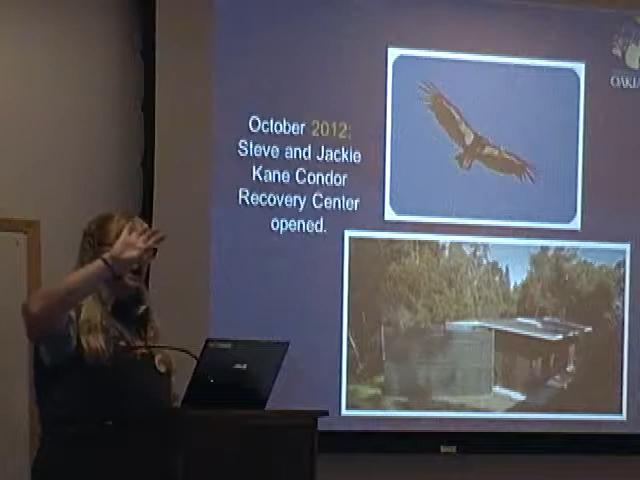 October 2012:
Steve and Jackie
Kane Condor
Recovery Center
opened.